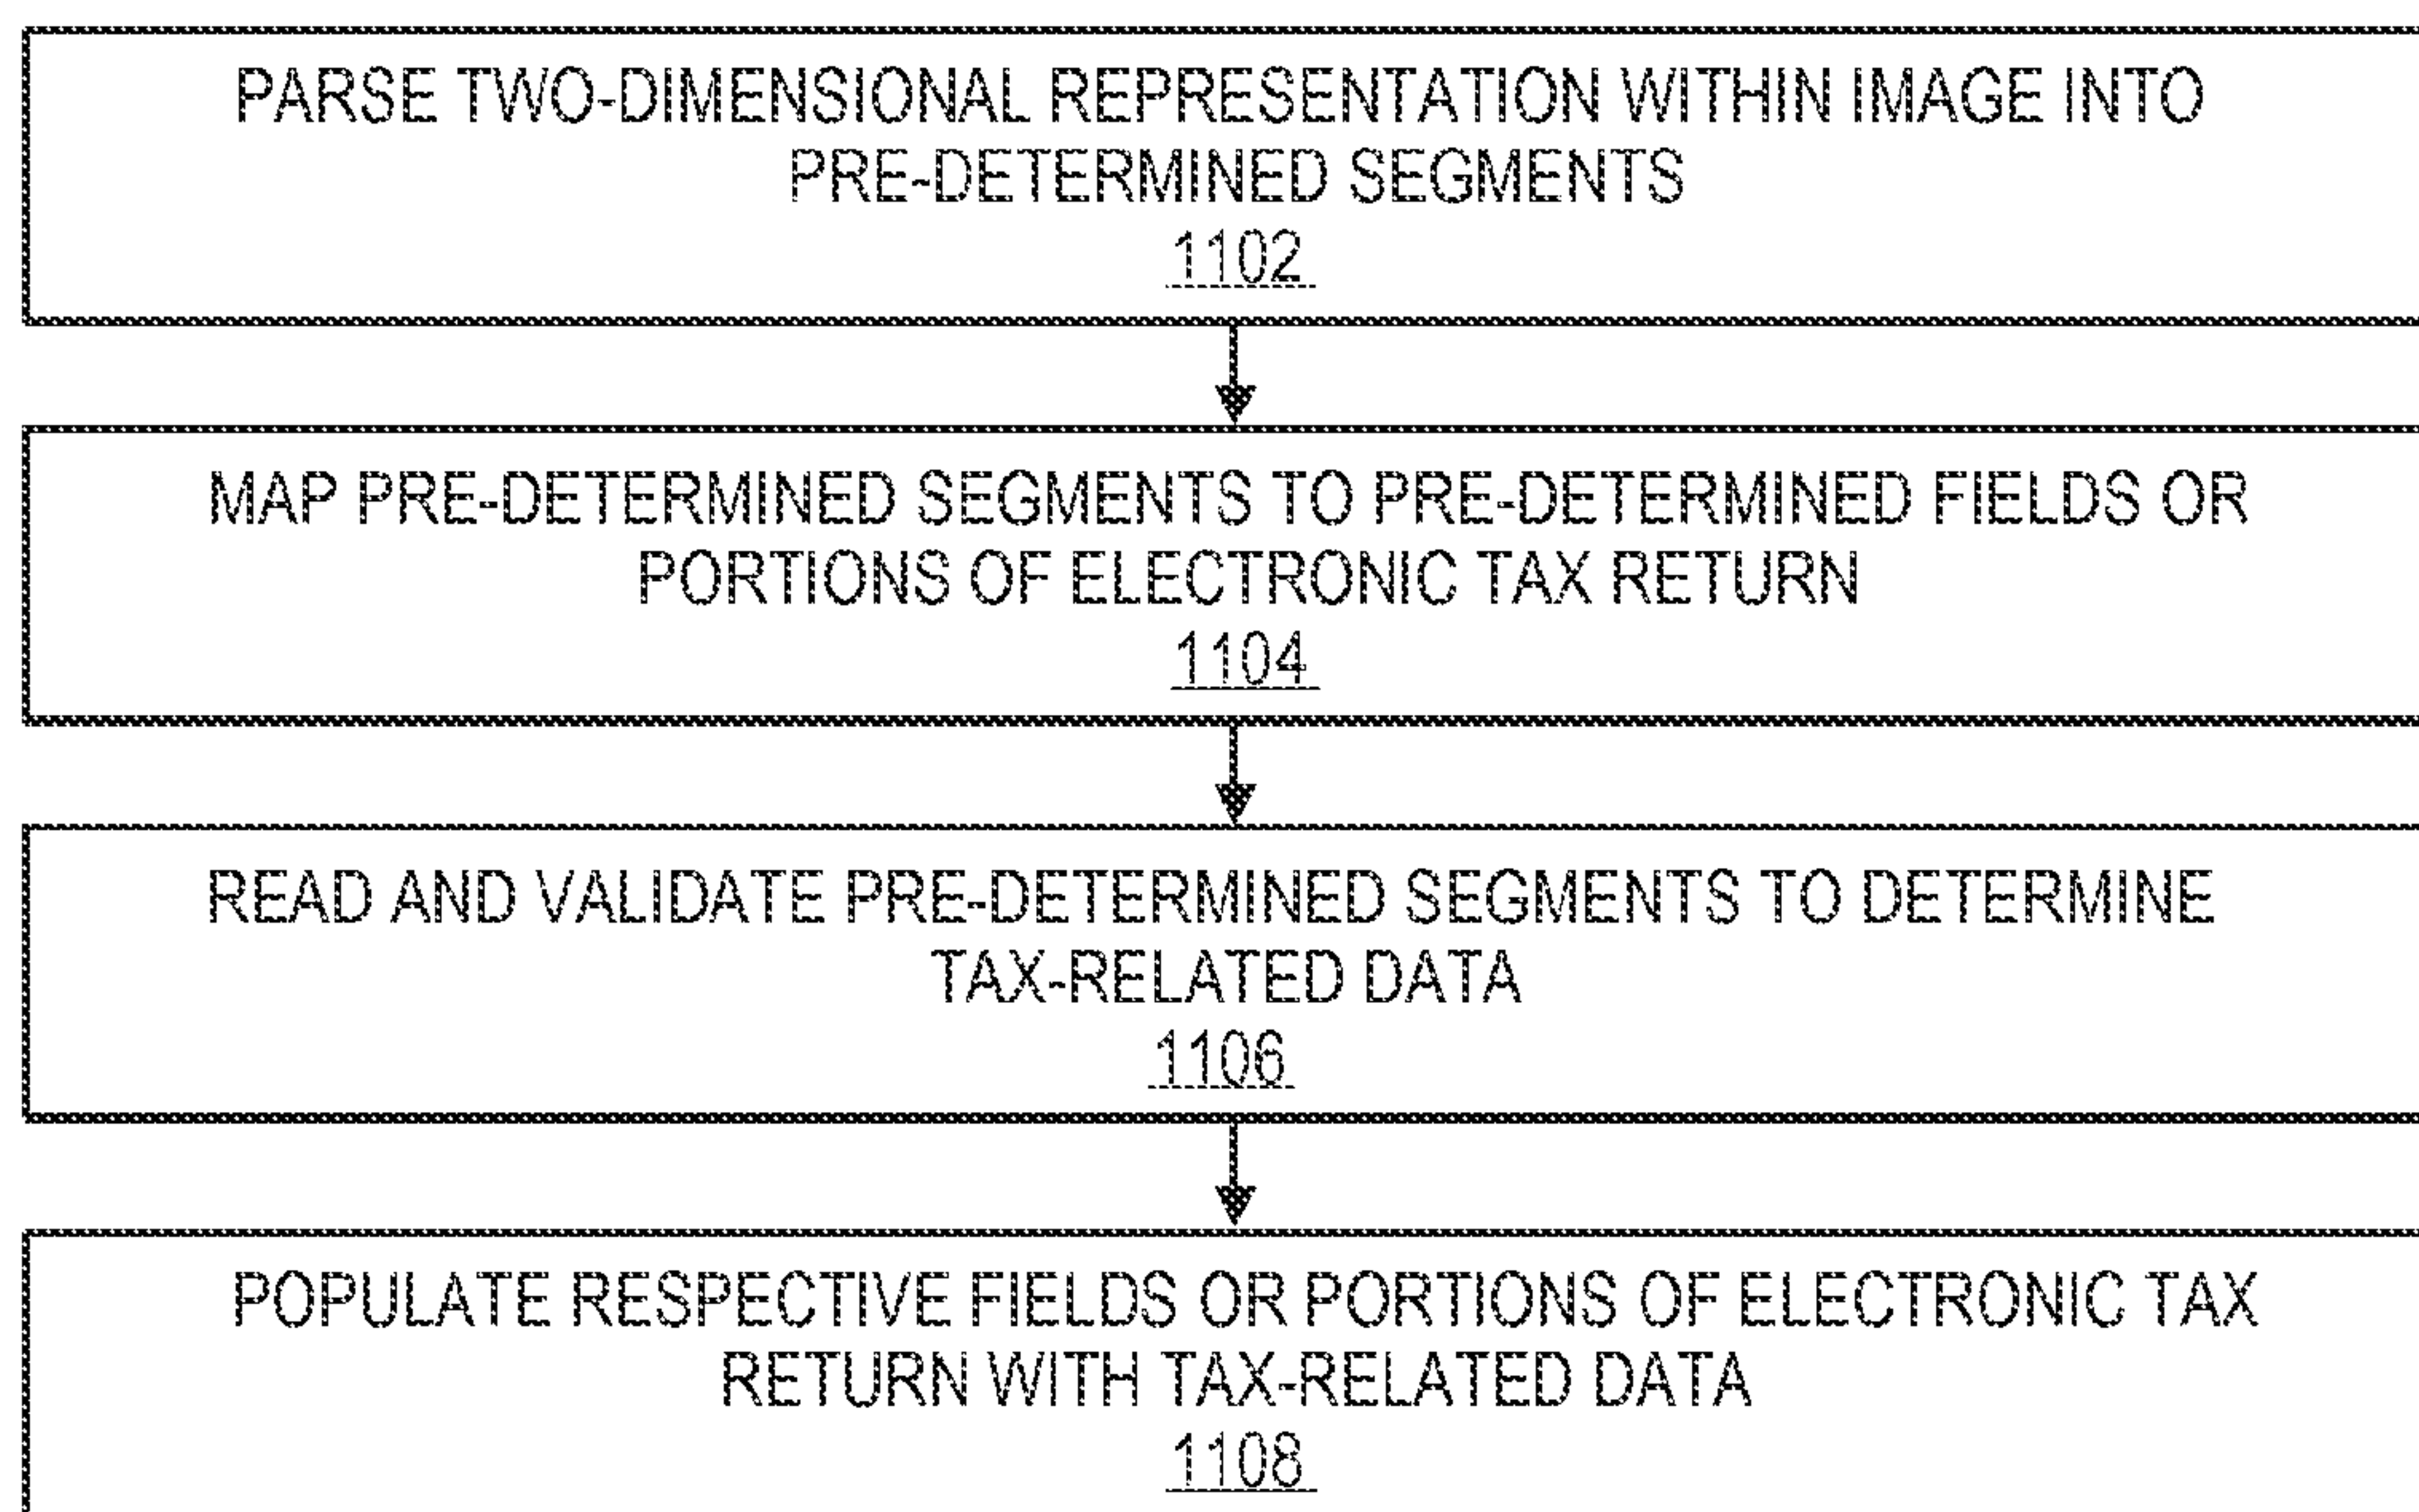 PARSE TWO-DIMENSIONAL REPRESENTATION WITHIN IMAGE INTO
PRE-DETERMINED SEGMENTS
1102
MAP PRE-DETERMINED SEGMENTS TO PRE-DETERMINED FIELDS OR
PORTIONS OF ELECTRONIC TAX RETURN
1104
READ AND VALIDATE PRE-DETERMINED SEGMENTS TO DETERMINE
TAX-RELATED DATA
1106
POPULATE RESPECTIVE FIELDS OR PORTIONS OF ELECTRONIC TAX
RETURN WITH TAX-RELATED DATA
1108